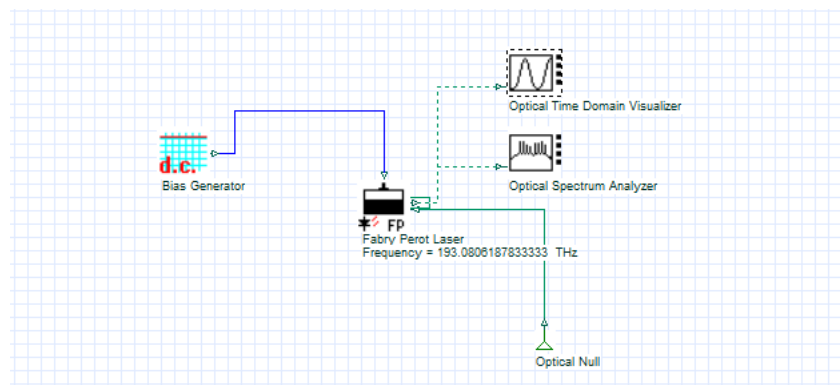 Optical Time Domain Visualizer
d.c.
Bias Generator
Optical Spectrum Analyzer
FP
Fabry Perot Laser
Frequency = 193.0806187833333 THz
Optical Null